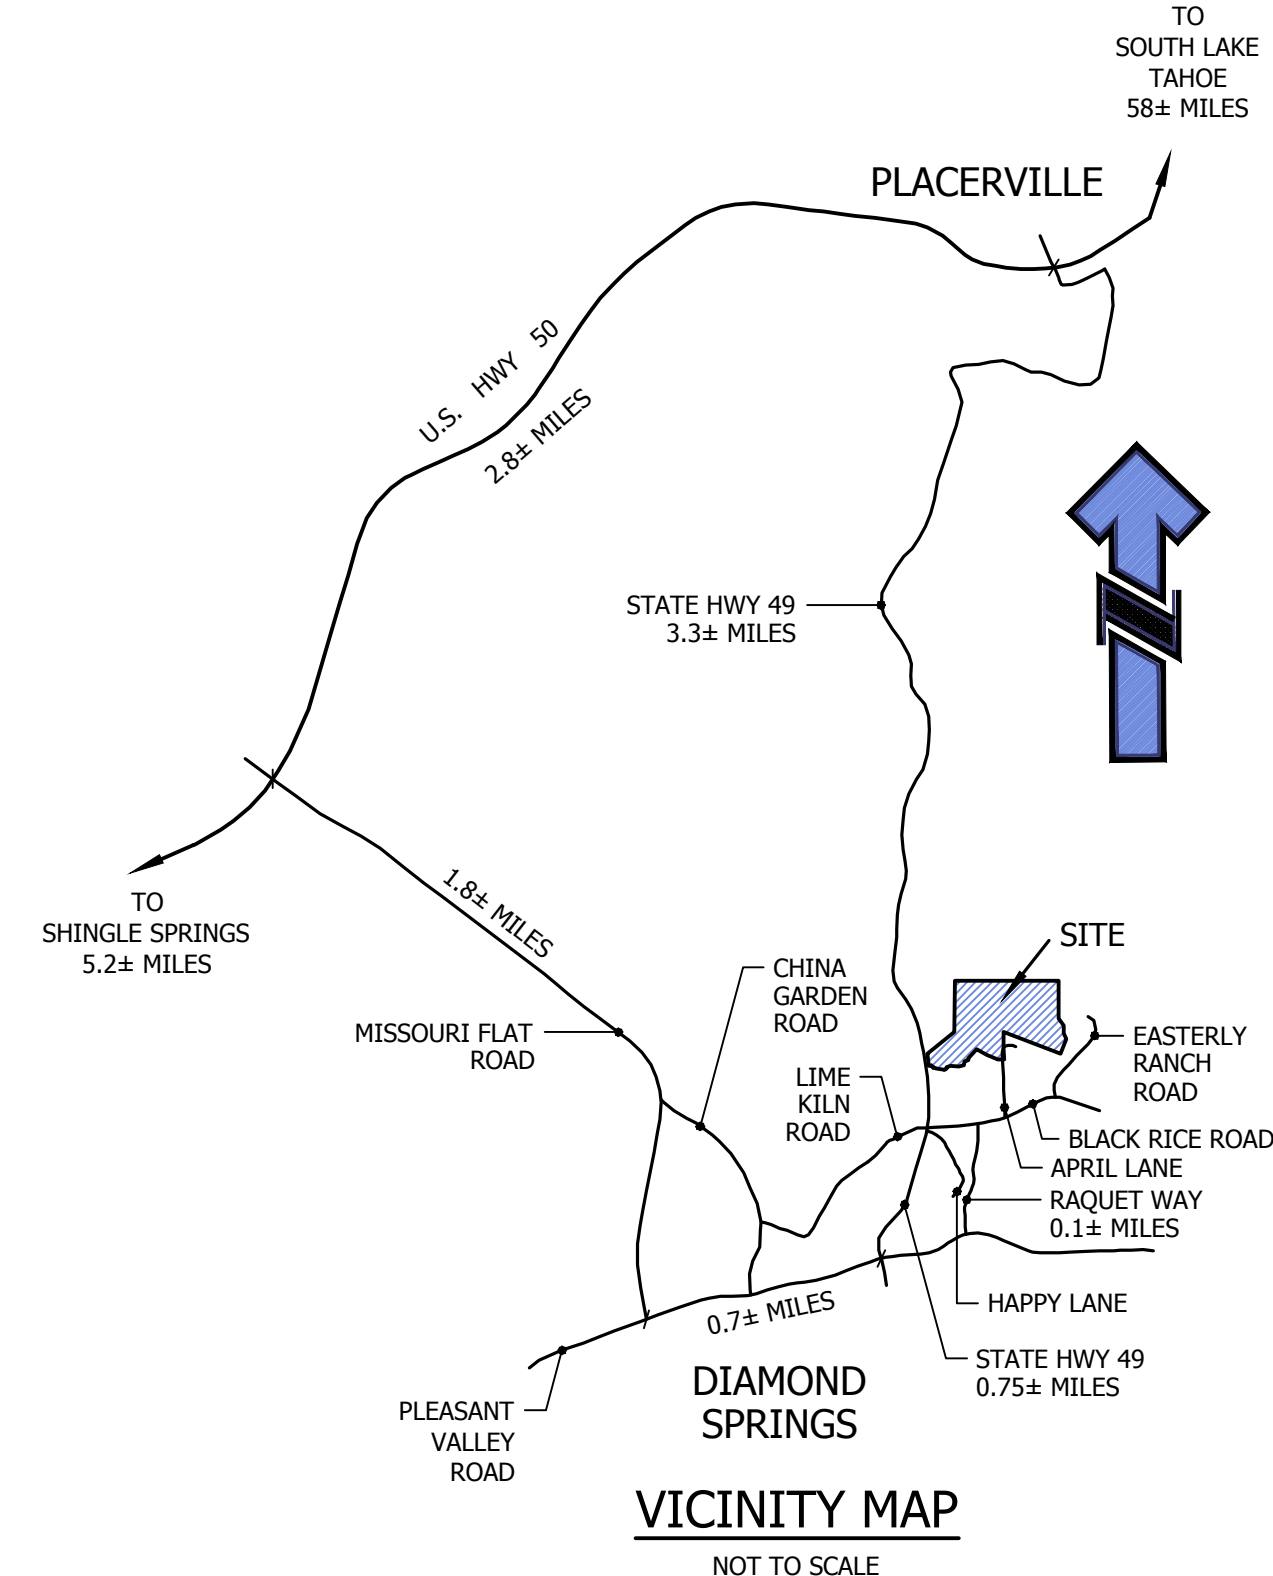 TO
SOUTH LAKE
TAHOE
58± MILES
PLACERVILLE
U.S. HWY 50
2.8± MILES
STATE HWY 49
3.3± MILES
TO
SHINGLE SPRINGS
5.2± MILES
1.8± MILES
SITE
CHINA
GARDEN
ROAD
MISSOURI FLAT
ROAD
EASTERLY
RANCH
ROAD
LIME
KILN
ROAD
BLACK RICE ROAD
APRIL LANE
RAQUET WAY
0.1± MILES
HAPPY LANE
0.7± MILES
STATE HWY 49
0.75± MILES
DIAMOND
SPRINGS
PLEASANT
VALLEY
ROAD
VICINITY MAP
NOT TO SCALE